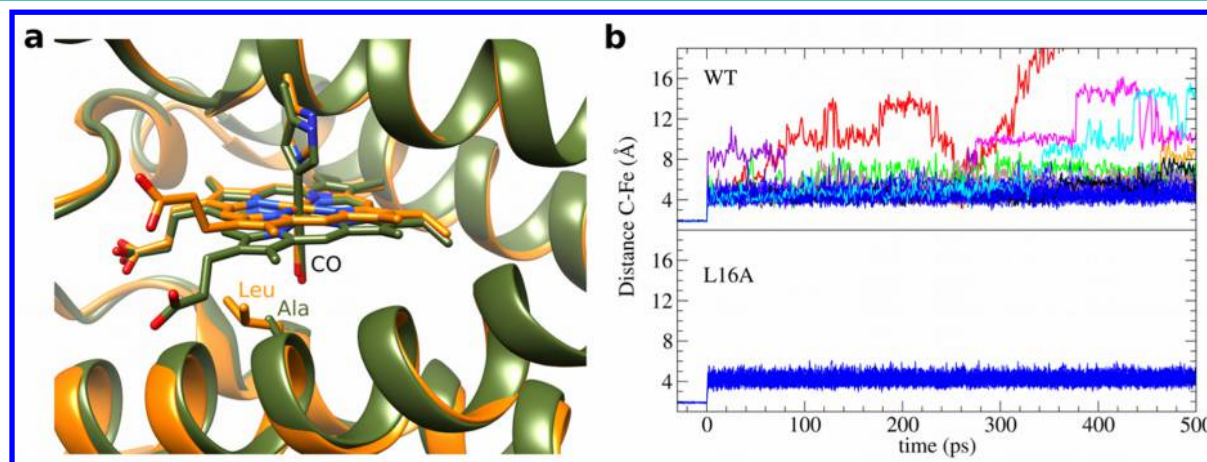 a
CO
Leu
Ala
b
WT
16
12
8
4
L16A
16
12
8
4
Distance C-Fe (Å)
0 100 200 300 400 500
time (ps)